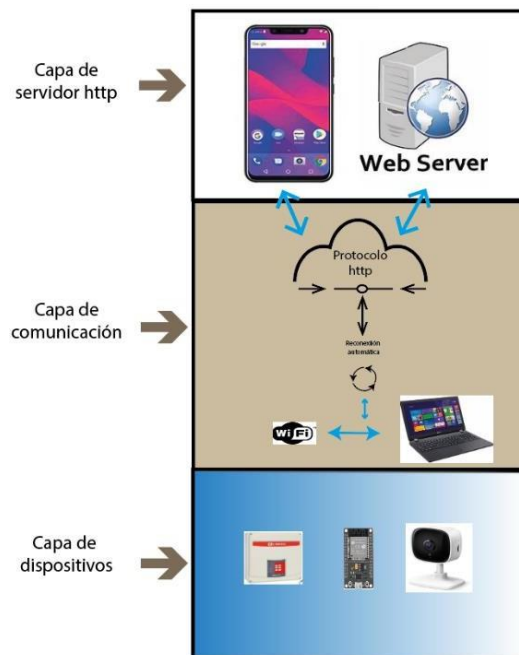 Capa de
servidor http
Web Server
Protocolo
http
Reconexión
automática
WiFi
Capa de
comunicación
Capa de
dispositivos